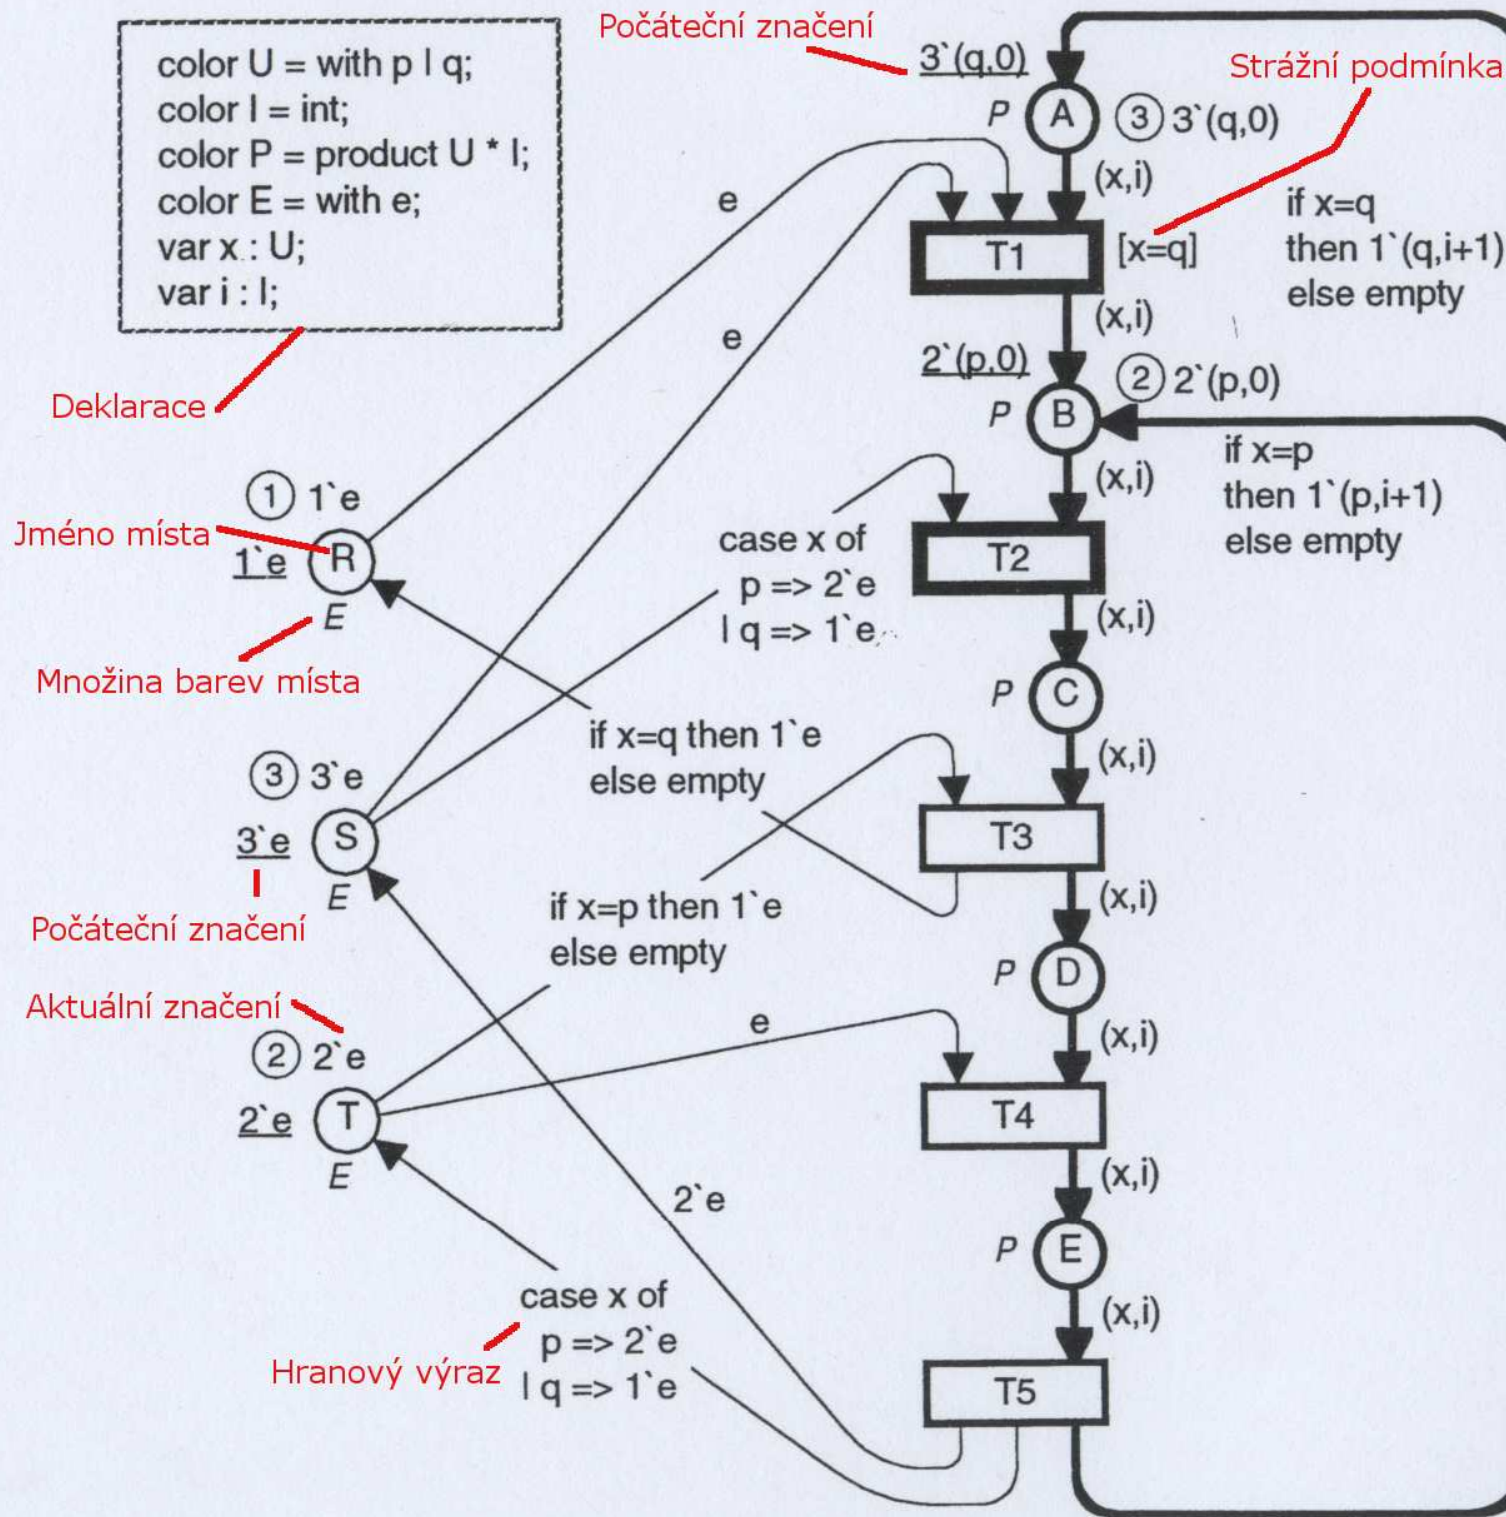 color U = with p | q;
color I = int;
color P = product U * I;
color E = with e;
var x : U;
var i : I;
Deklarace
Počáteční značení
3`(q,0)
P
A
3
3`(q,0)
Strážní podmínka
(x,i)
e
T1
[x=q]
if x=q
then 1`(q,i+1)
else empty
e
(x,i)
2`(p,0)
P
B
2
2`(p,0)
if x=p
then 1`(p,i+1)
else empty
(x,i)
1
1`e
Jméno místa
1`e
R
E
Množina barev místa
case x of
p => 2`e
| q => 1`e
T2
(x,i)
P
C
if x=q then 1`e
else empty
(x,i)
3
3`e
3`e
S
E
Počáteční značení
T3
if x=p then 1`e
else empty
(x,i)
P
D
Aktuální značení
2
2`e
2`e
T
E
e
(x,i)
T4
2`e
(x,i)
P
E
case x of
p => 2`e
| q => 1`e
Hranový výraz
(x,i)
T5